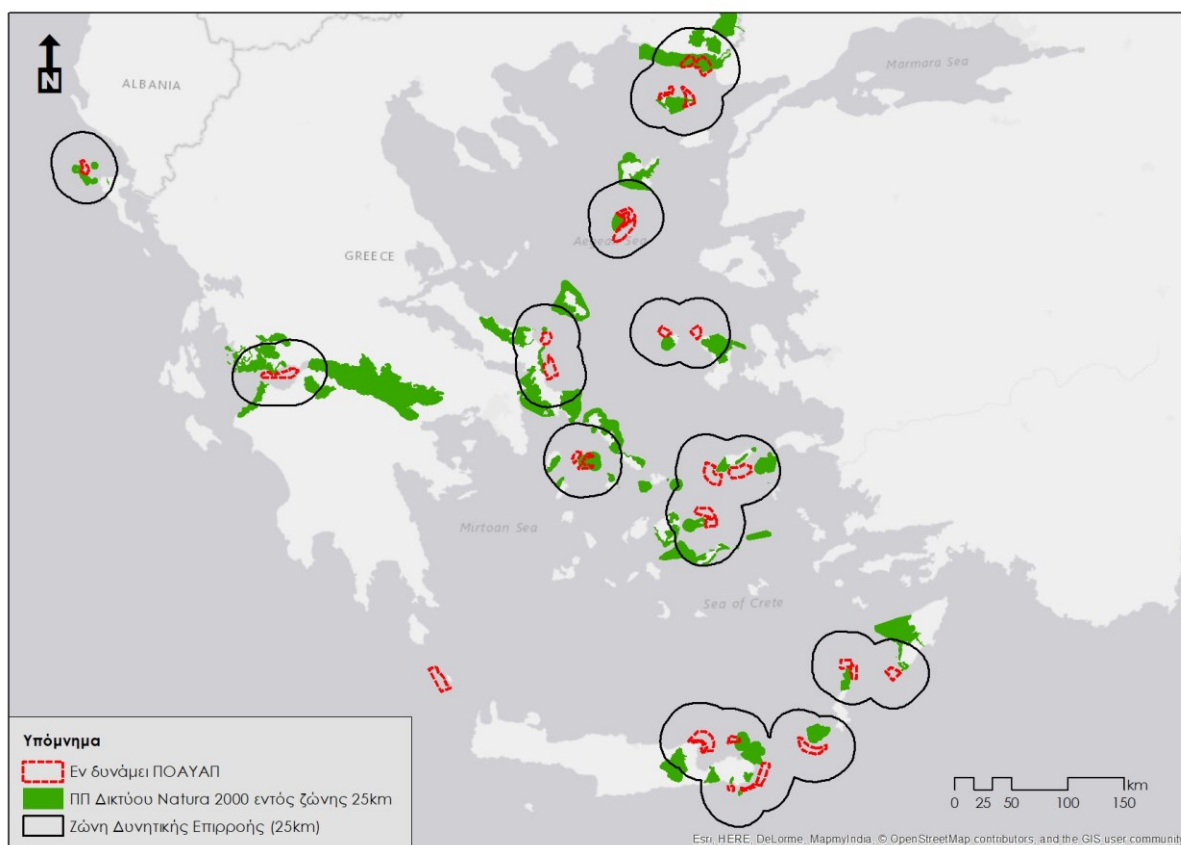 N
ALBANIA
Marmara Sea
GREECE
Aegean Sea
Mirtoan Sea
Sea of Crete
Υπόμνημα
Εν δυνάμει ΠΟΑΥΑΠ
ΠΠ Δικτύου Natura 2000 εντός ζώνης 25km
Ζώνη Δυνητικής Επιρροής (25km)
km
0 25 50 100 150
Esri, HERE, DeLorme, MapmyIndia, © OpenStreetMap contributors, and the GIS user community